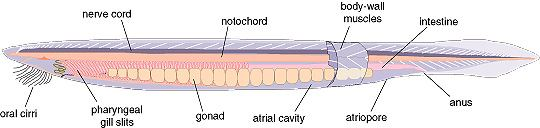 nerve cord
notochord
body-wall
muscles
intestine
oral cirri
pharyngeal
gill slits
gonad
atrial cavity
atriopore
anus